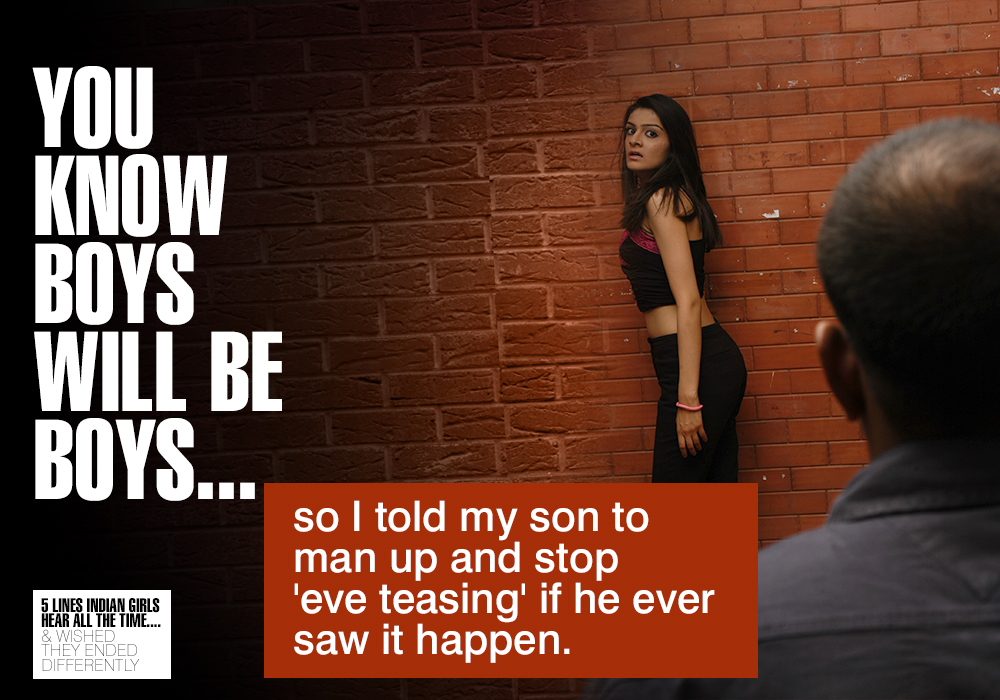 YOU
KNOW
BOYS
WILL BE
BOYS...
so I told my son to
man up and stop
'eve teasing' if he ever
saw it happen.
5 LINES INDIAN GIRLS
HEAR ALL THE TIME....
& WISHED
THEY ENDED
DIFFERENTLY